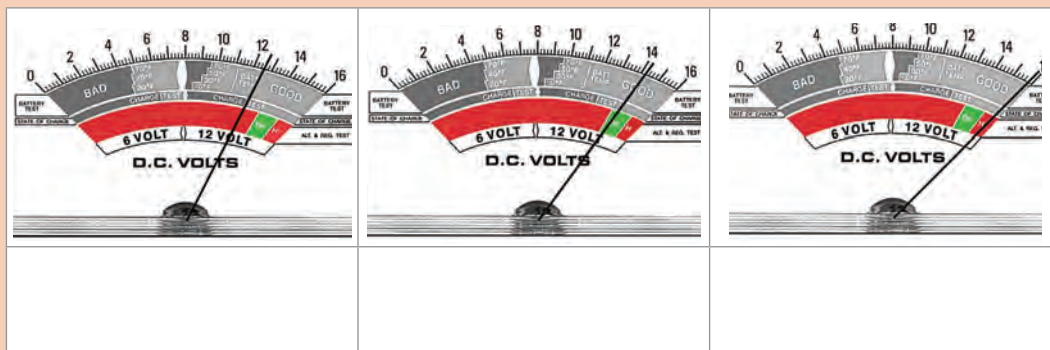 0 2 4 6 8 10 12 14 16
BATTERY TEST
BAD
GOOD
BATTERY TEST
CHARGE TEST
CHARGE TEST
STATE OF CHARGE
STATE OF CHARGE
6 VOLT
12 VOLT
ALT. & REG. TEST
D.C. VOLTS
0 2 4 6 8 10 12 14 16
BATTERY TEST
BAD
GOOD
BATTERY TEST
CHARGE TEST
CHARGE TEST
STATE OF CHARGE
STATE OF CHARGE
6 VOLT
12 VOLT
HI
ALT. & REG. TEST
D.C. VOLTS
0 2 4 6 8 10 12 14
BATTERY TEST
BAD
GOOD
CHARGE TEST
CHARGE TEST
STATE OF CHARGE
6 VOLT
12 VOLT
ALT. & REG.
D.C. VOLTS